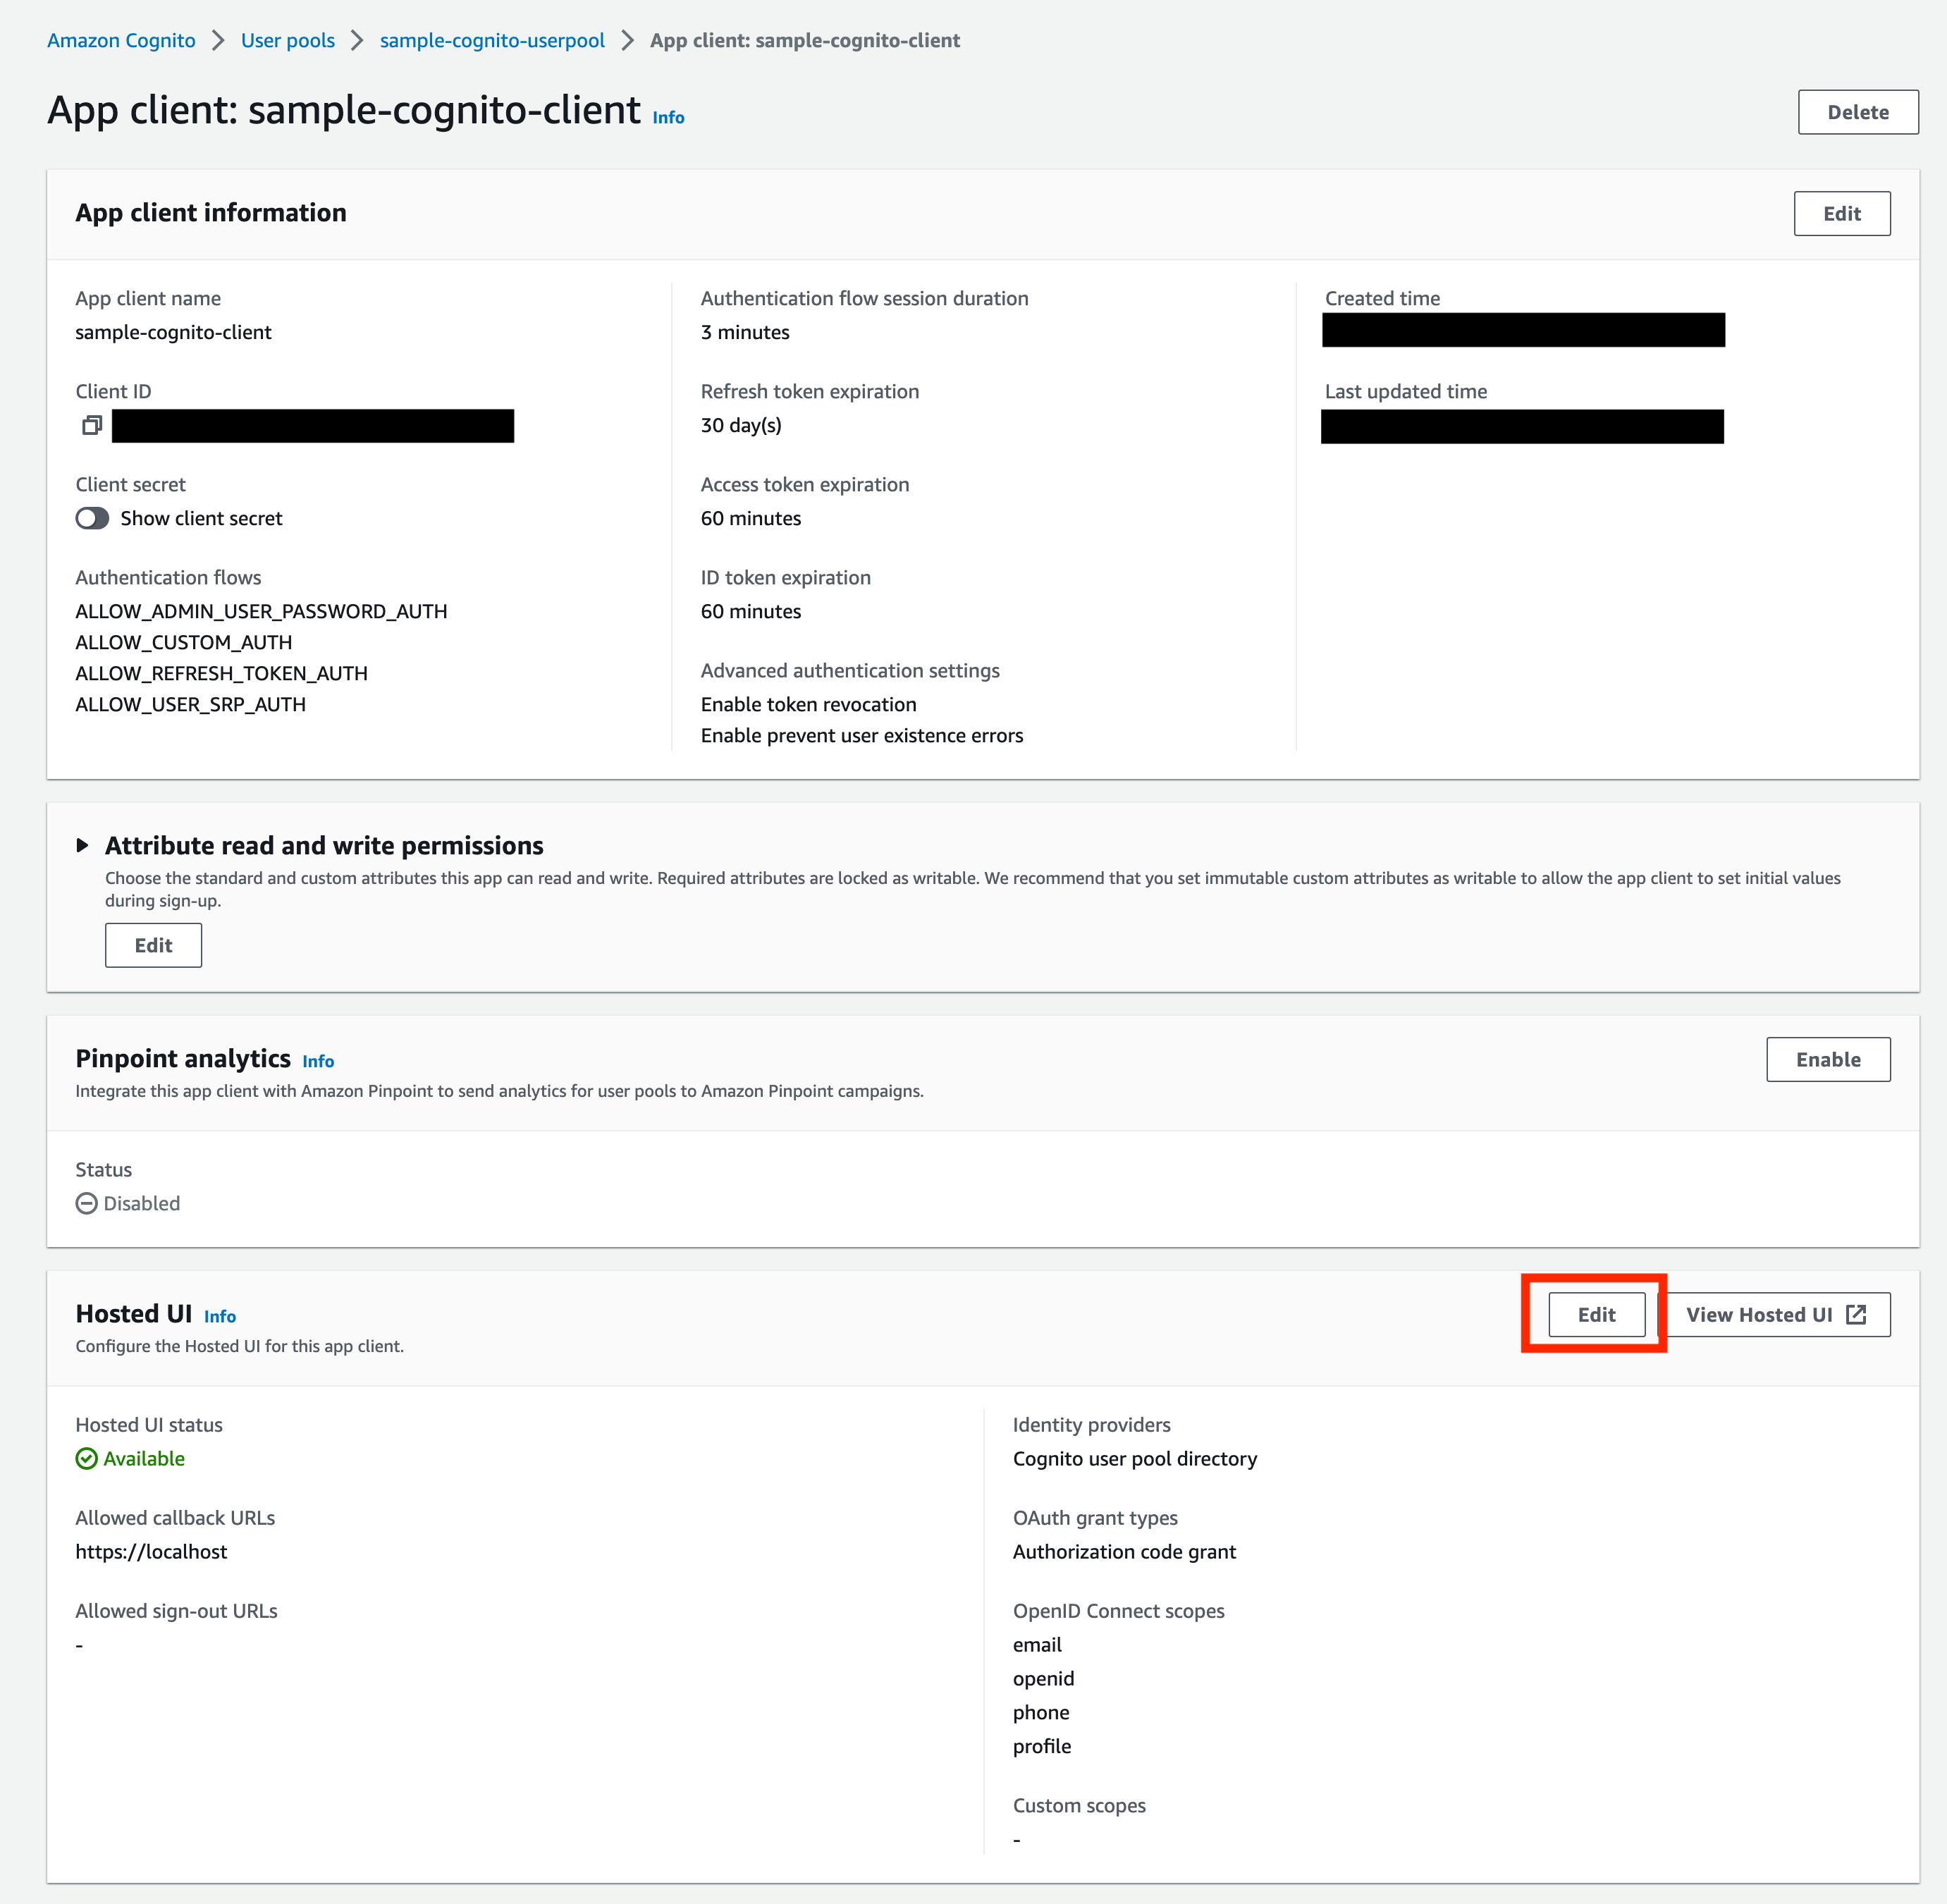 Amazon Cognito > User pools > sample-cognito-userpool > App client: sample-cognito-client
App client: sample-cognito-client Info
Delete
App client information
Edit
App client name
sample-cognito-client
Client ID
Client secret
Show client secret
Authentication flows
ALLOW_ADMIN_USER_PASSWORD_AUTH
ALLOW_CUSTOM_AUTH
ALLOW_REFRESH_TOKEN_AUTH
ALLOW_USER_SRP_AUTH
Authentication flow session duration
3 minutes
Refresh token expiration
30 day(s)
Access token expiration
60 minutes
ID token expiration
60 minutes
Advanced authentication settings
Enable token revocation
Enable prevent user existence errors
Created time
Last updated time
Attribute read and write permissions
Choose the standard and custom attributes this app can read and write. Required attributes are locked as writable. We recommend that you set immutable custom attributes as writable to allow the app client to set initial values
during sign-up.
Edit
Pinpoint analytics Info
Enable
Integrate this app client with Amazon Pinpoint to send analytics for user pools to Amazon Pinpoint campaigns.
Status
Disabled
Hosted UI Info
Edit
View Hosted UI
Configure the Hosted UI for this app client.
Hosted UI status
Available
Allowed callback URLs
https://localhost
Allowed sign-out URLs
-
Identity providers
Cognito user pool directory
OAuth grant types
Authorization code grant
OpenID Connect scopes
email
openid
phone
profile
Custom scopes
-